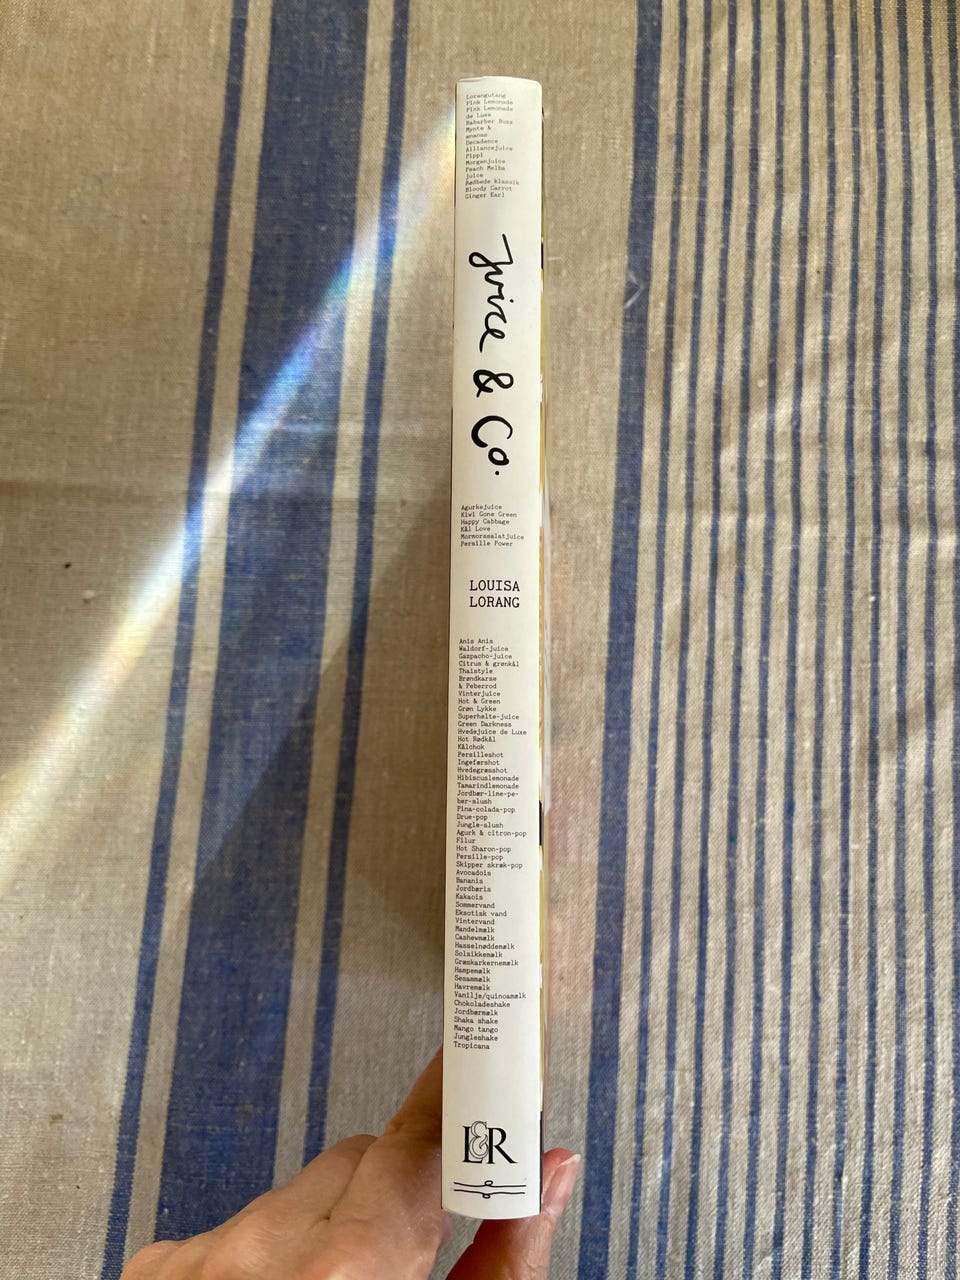 Lorangutang
Pink Lemonade
Pink Lemonade
de Luxe
Rabarber Buzz
Mynte &
ananas
Decadence
Alliancejuice
Pippi
Morgenjuice
Peach Melba
juice
Rødbede klassik
Bloody Carrot
Ginger Earl
Juice & Co.
Agurkejuice
Kiwi Gone Green
Happy Cabbage
Kål Love
Mormorssalatjuice
Persille Power
LOUISA
LORANG
Anis Anis
Waldorf-juice
Gazpacho-juice
Citrus & grønkål
Thaistyle
Brøndkarse
& Peberrod
Vinterjuice
Hot & Green
Grøn Lykke
Superhelte-juice
Green Darkness
Hvedejuice de Luxe
Hot Rødkål
Kålchok
Persilleshot
Ingefærshot
Hvedegræsshot
Hibiscuslemonade
Tamarindlemonade
Jordbær-lime-pe-
ber-slush
Pina-colada-pop
Drue-pop
Jungle-slush
Agurk & citron-pop
Filur
Hot Sharon-pop
Persille-pop
Skipper skræk-pop
Avocadois
Bananis
Jordbæris
Kakaois
Sommervand
Eksotisk vand
Vintervand
Mandelmælk
Cashewmælk
Hasselnøddemælk
Solsikkemælk
Græskarkernemælk
Hampemælk
Sesammælk
Havremælk
Vanilje/quinoamælk
Chokoladeshake
Jordbærmælk
Shaka shake
Mango tango
Jungleshake
Tropicana
L&R